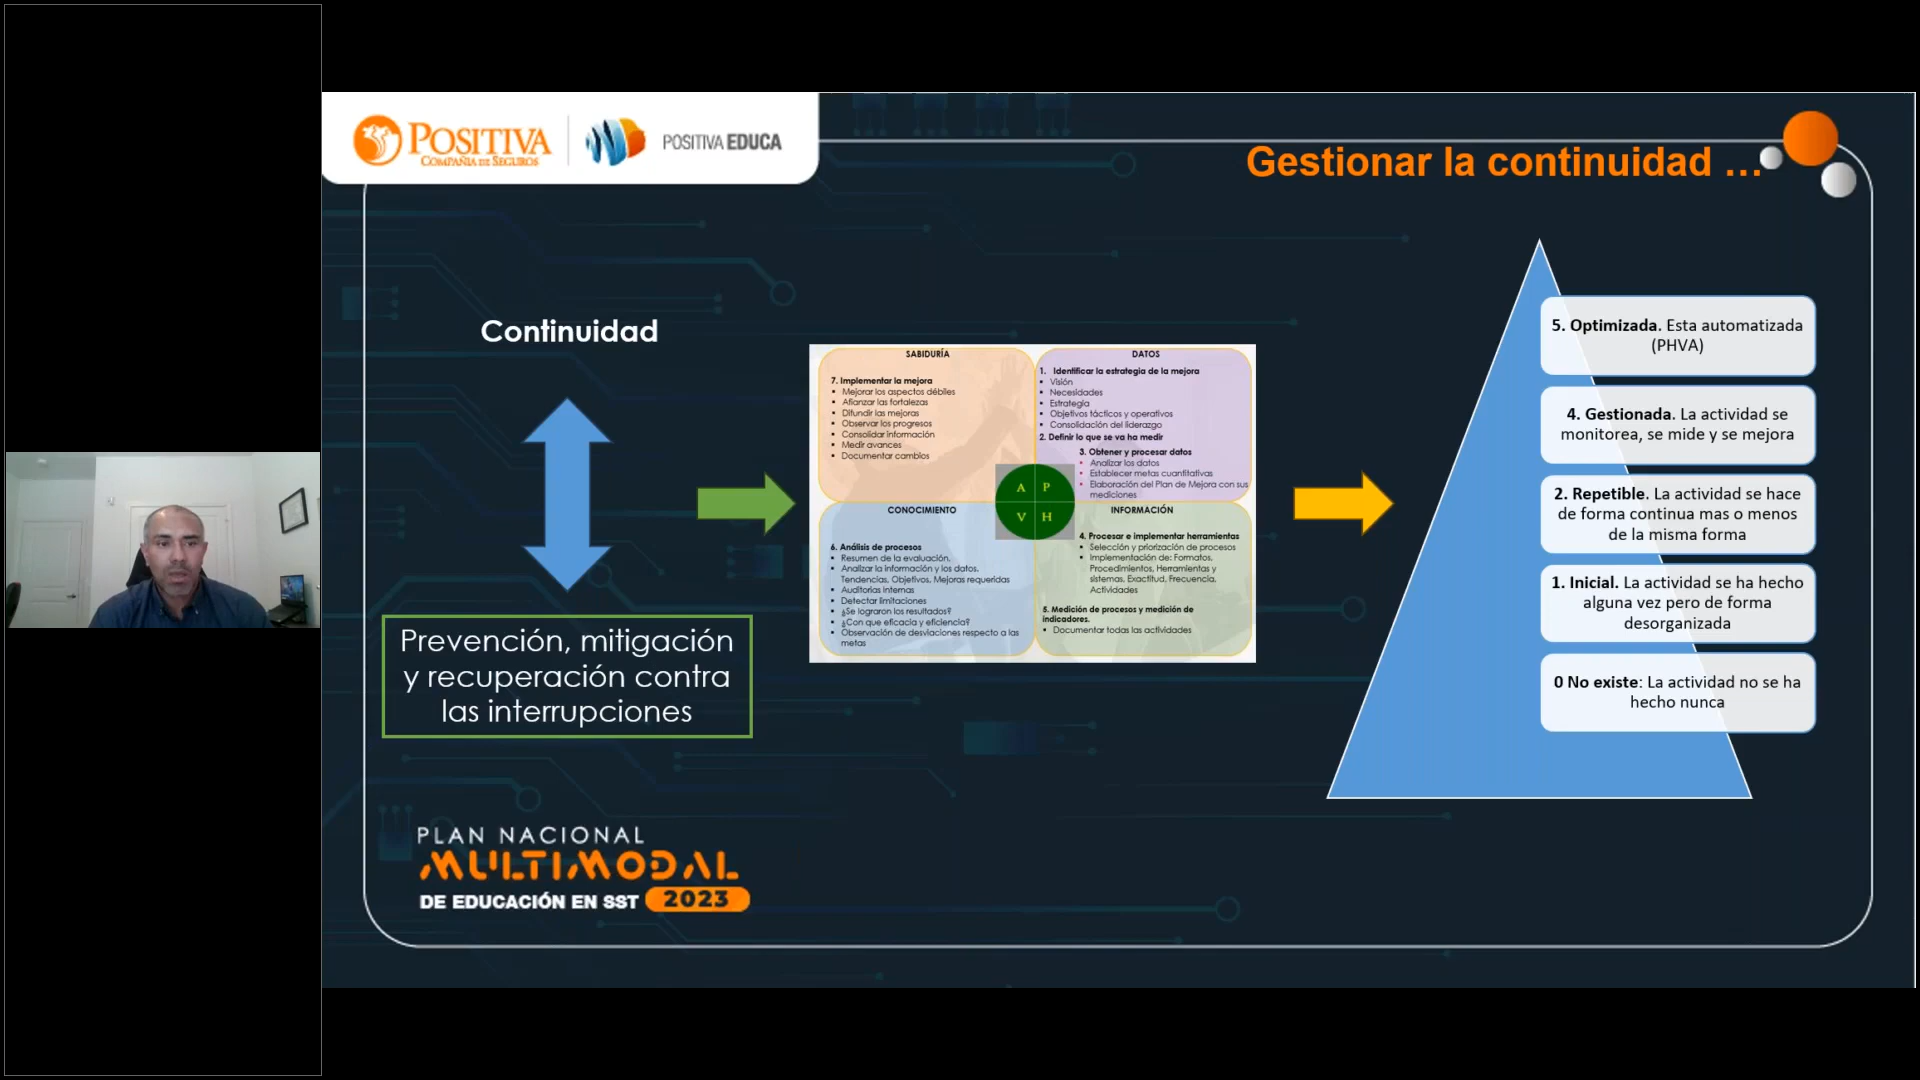 POSITIVA
COMPAÑIA DE SEGUROS
POSITIVA EDUCA
Gestionar la continuidad ...
Continuidad
Prevención, mitigación
y recuperación contra
las interrupciones
SABIDURÍA
7. Implementar la mejora
Mejorar los aspectos débiles
Afianzar las fortalezas
Difundir las mejoras
Observar los progresos
Consolidar información
Medir avances
Documentar cambios
DATOS
1. Identificar la estrategia de la mejora
Visión
Necesidades
Estrategia
Objetivos tácticos y operativos
Consolidación del liderazgo
2. Definir lo que se va ha medir
3. Obtener y procesar datos
Analizar los datos
Establecer metas cuantitativas
Elaboración del Plan de Mejora con sus
mediciones
A P
V H
CONOCIMIENTO
6. Análisis de procesos
Resumen de la evaluación.
Analizar la información y los datos.
Tendencias, Objetivos, Mejoras requeridas
Auditorias internas
Detectar limitaciones
¿Se lograron los resultados?
¿Con que eficacia y eficiencia?
Observación de desviaciones respecto a las
metas
INFORMACIÓN
4. Procesar e implementar herramientas
Selección y priorización de procesos
Implementación de: Formatos,
Procedimientos, Herramientas y
sistemas, Exactitud, Frecuencia,
Actividades
5. Medición de procesos y medición de
indicadores.
Documentar todas las actividades
5. Optimizada. Esta automatizada
(PHVA)
4. Gestionada. La actividad se
monitorea, se mide y se mejora
2. Repetible. La actividad se hace
de forma continua mas o menos
de la misma forma
1. Inicial. La actividad se ha hecho
alguna vez pero de forma
desorganizada
0 No existe: La actividad no se ha
hecho nunca
PLAN NACIONAL
MULTIMODAL
DE EDUCACIÓN EN SST 2023